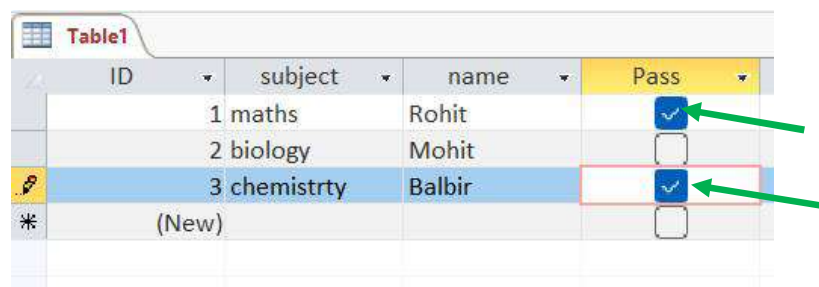 Table1
ID subject name Pass
1 maths Rohit
2 biology Mohit
3 chemistrty Balbir
(New)